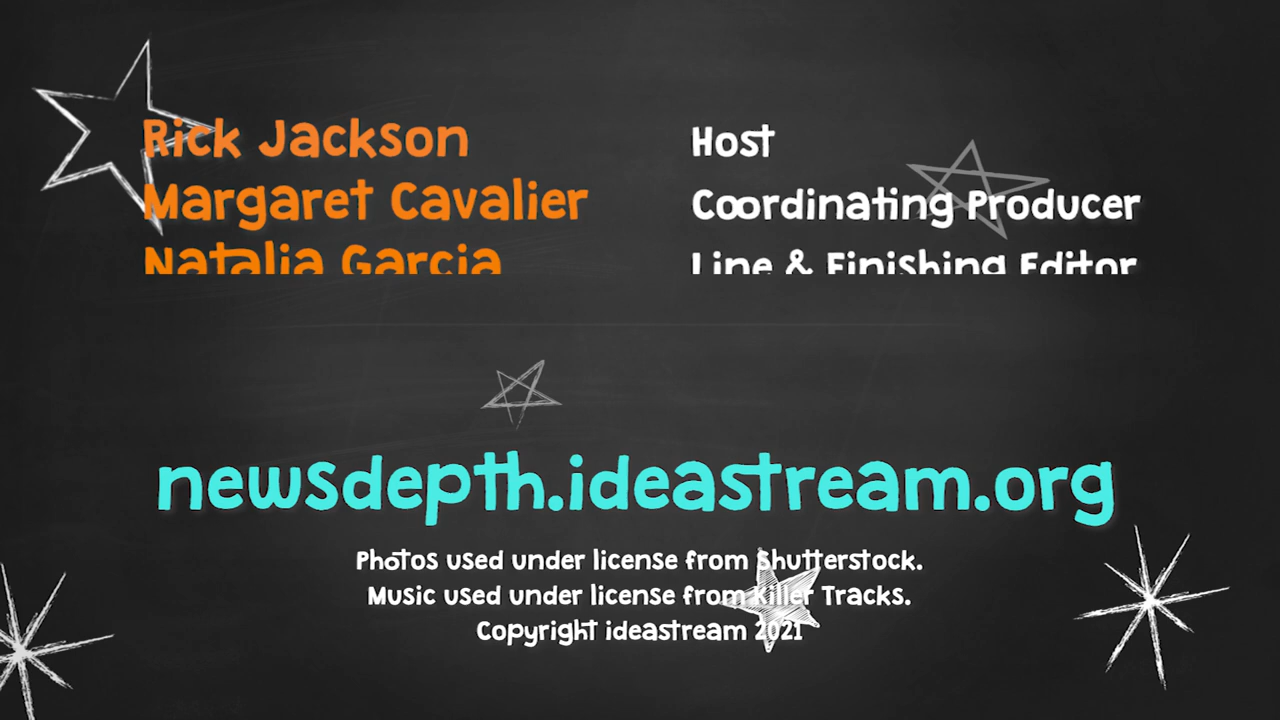 Rick Jackson Host
Margaret Cavalier Coordinating Producer
Natalia Garcia Line & Finishing Editor
newsdepth.ideastream.org
Photos used under license from Shutterstock.
Music used under license from Killer Tracks.
Copyright ideastream 2021